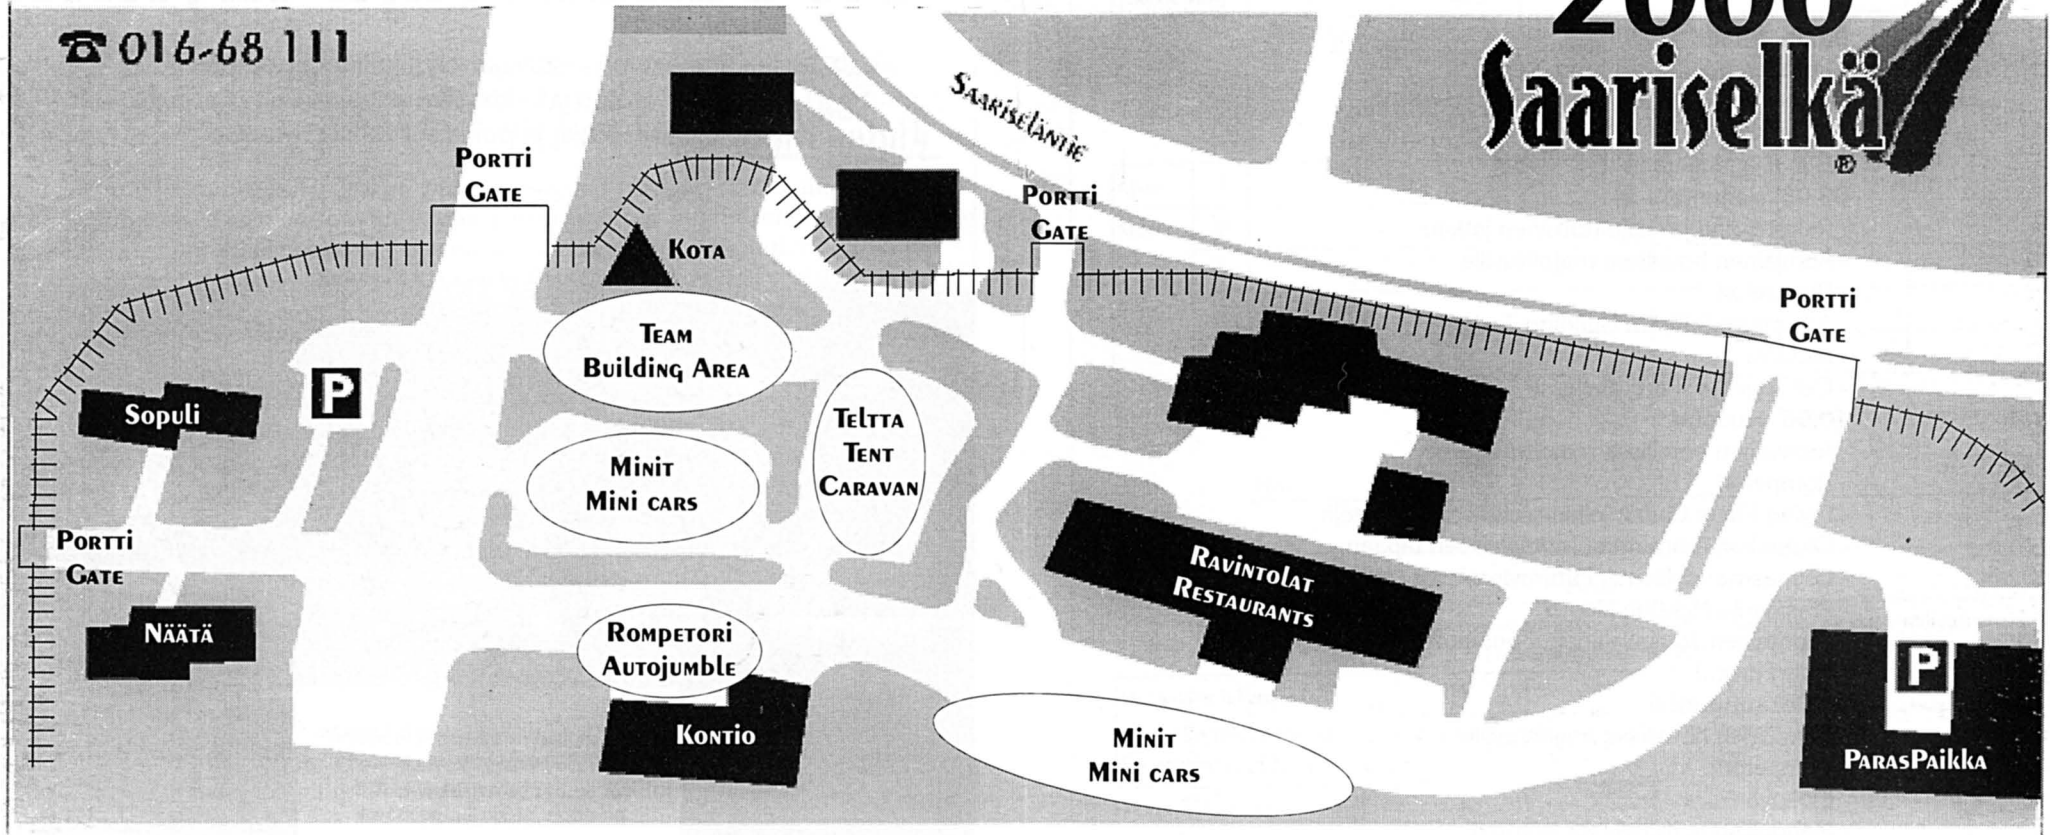 ☎ 016-68 111
2000
Saariselkä
®
Saariseläntie
Portti
Gate
Portti
Gate
Kota
Portti
Gate
Team
Building Area
P
Sopuli
Teltta
Tent
Caravan
Minit
Mini cars
Portti
Gate
Ravintolat
Restaurants
Näätä
Rompetori
Autojumble
P
Kontio
Minit
Mini cars
ParasPaikka